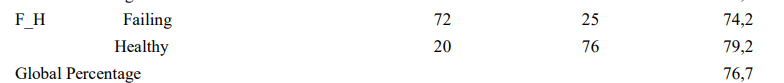 F_H Failing 72 25 74,2
Healthy 20 76 79,2
Global Percentage 76,7